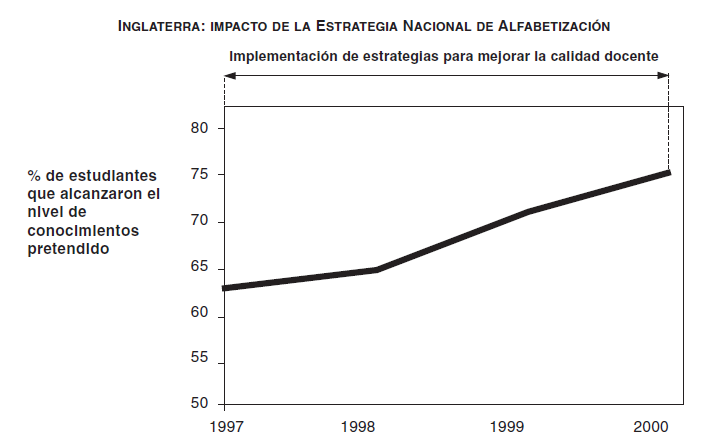 INGLATERRA: IMPACTO DE LA ESTRATEGIA NACIONAL DE ALFABETIZACIÓN
Implementación de estrategias para mejorar la calidad docente
% de estudiantes
que alcanzaron el
nivel de
conocimientos
pretendido
80
75
70
65
60
55
50
1997 1998 1999 2000